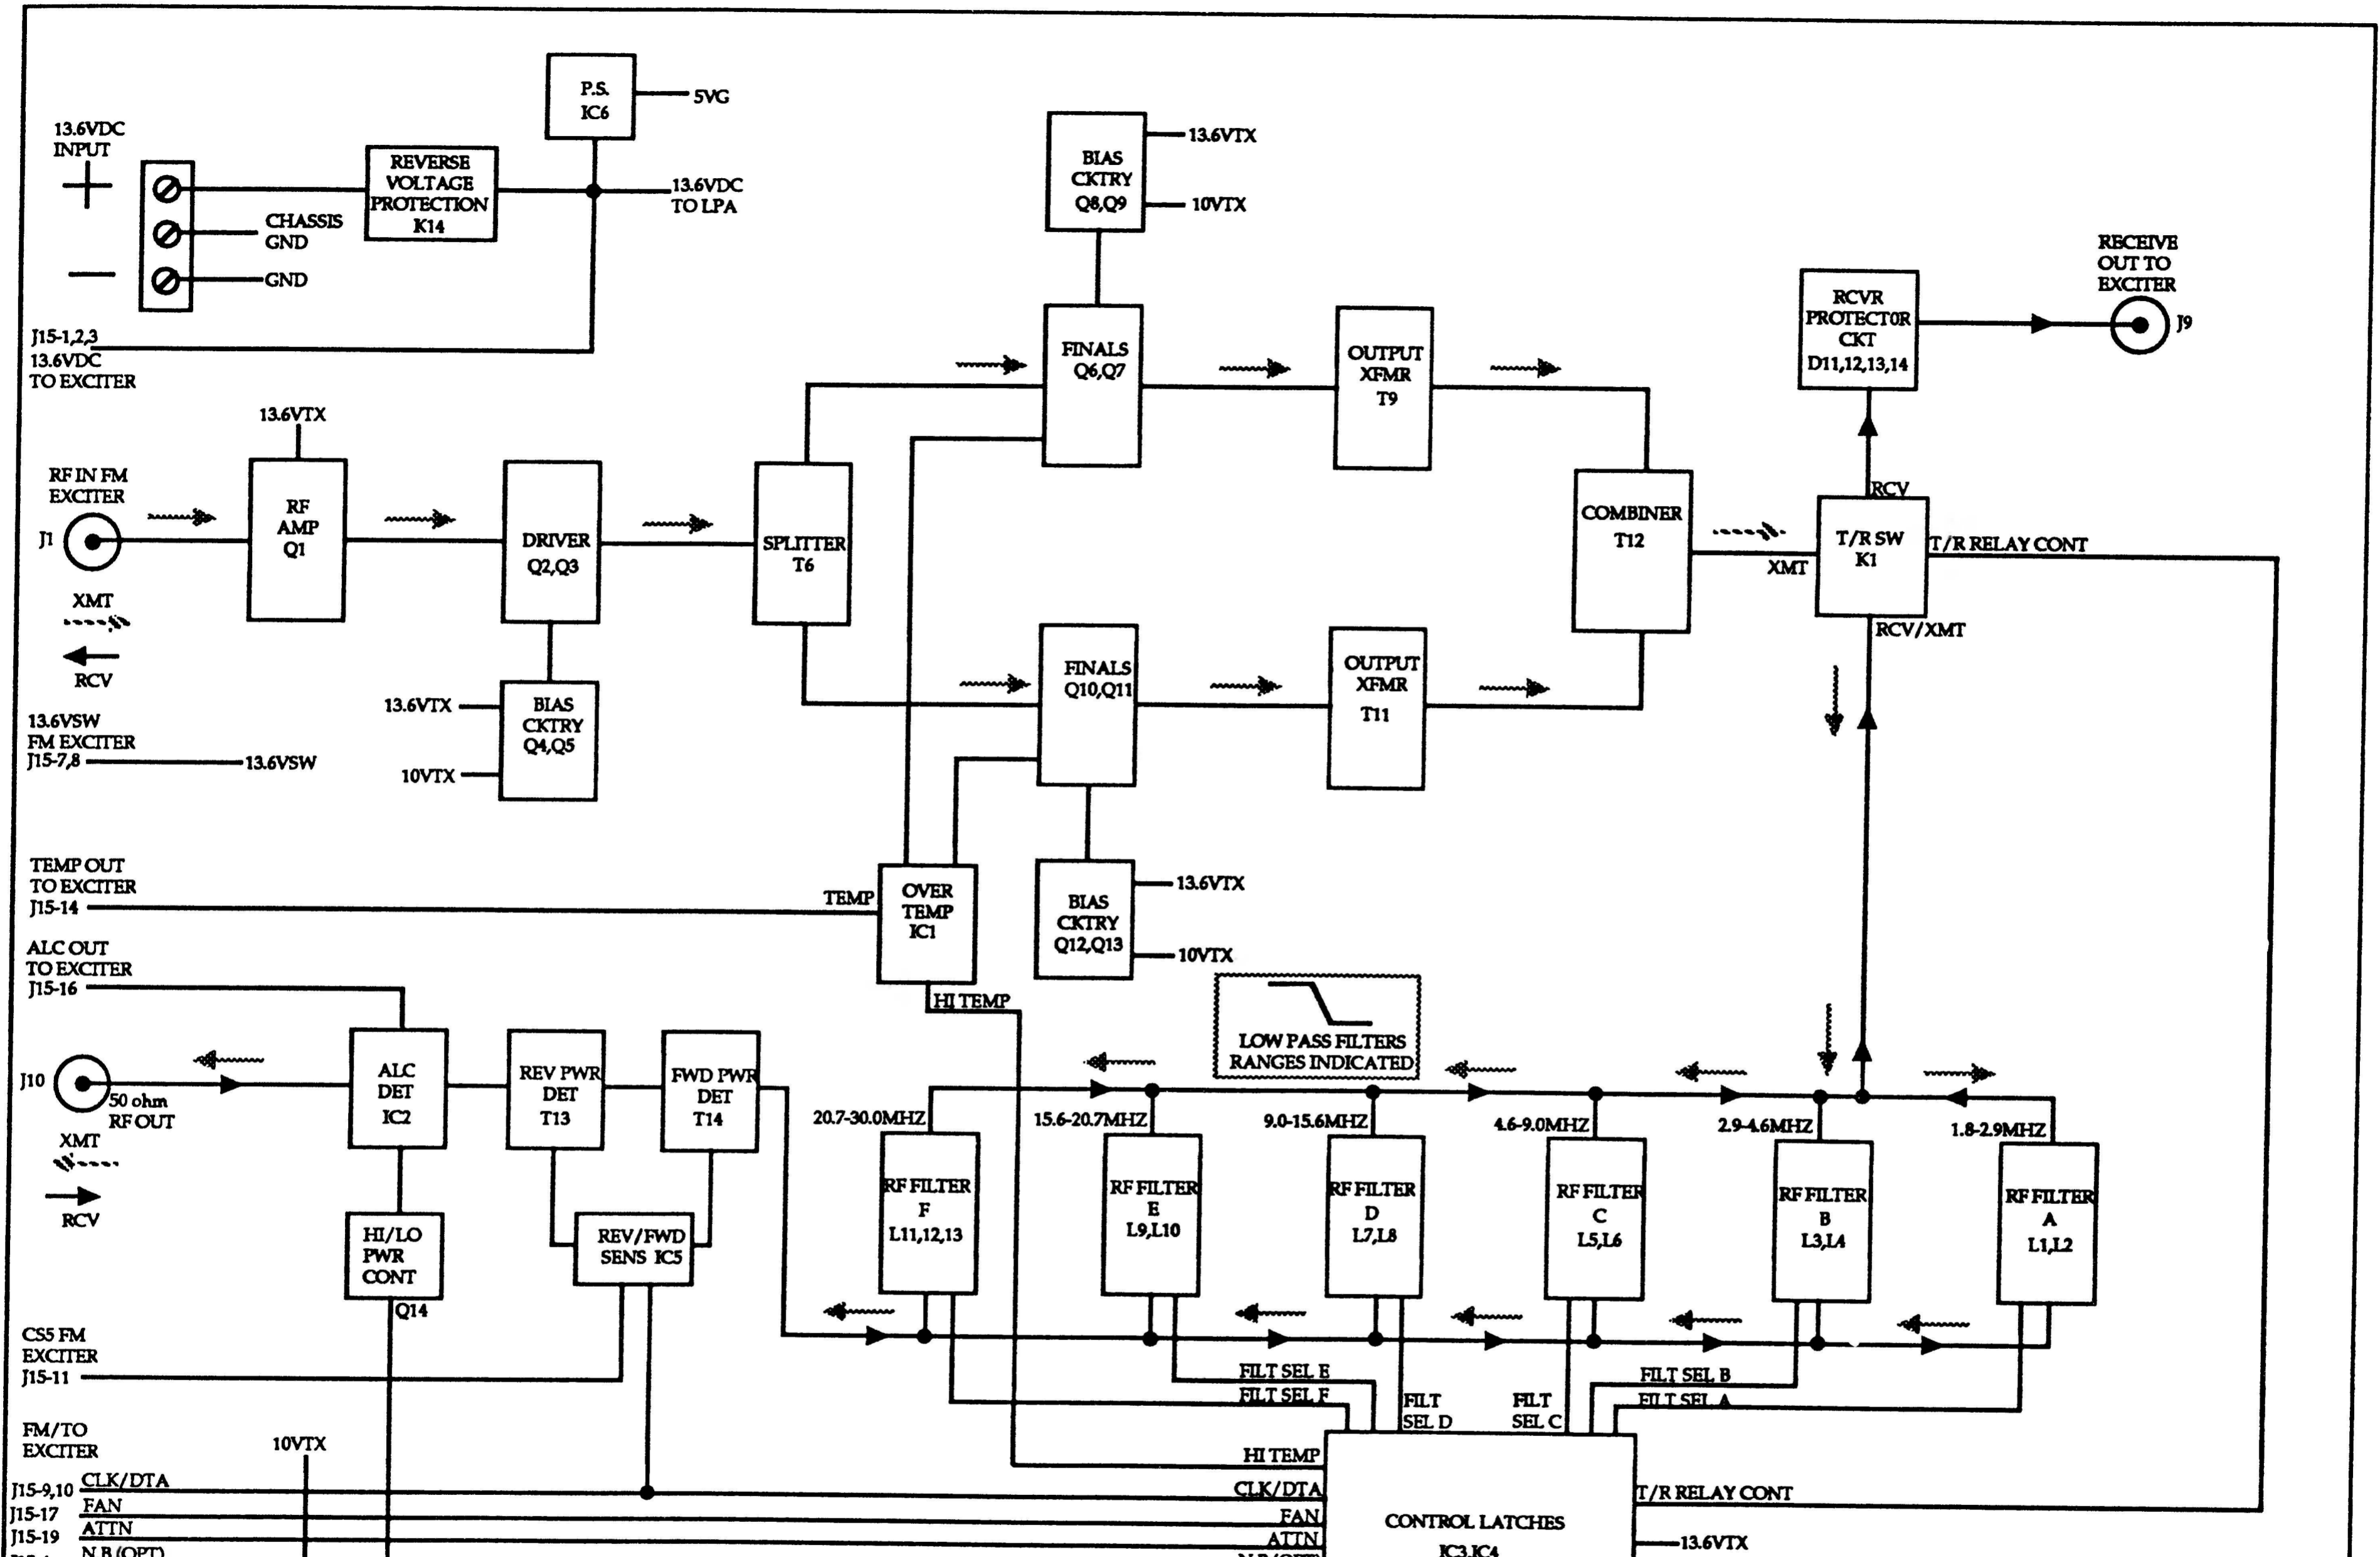 P.S.
IC6
5VG
13.6VDC
INPUT
REVERSE
VOLTAGE
PROTECTION
K14
13.6VDC
TO LPA
CHASSIS
GND
GND
J15-1,2,3
13.6VDC
TO EXCITER
BIAS
CKTRY
Q8,Q9
13.6VTX
10VTX
RECEIVE
OUT TO
EXCITER
J9
RCVR
PROTECT0R
CKT
D11,12,13,14
FINALS
Q6,Q7
OUTPUT
XFMR
T9
13.6VTX
RF IN FM
EXCITER
J1
RF
AMP
Q1
DRIVER
Q2,Q3
SPLITTER
T6
COMBINER
T12
XMT
RCV
T/R SW
K1
T/R RELAY CONT
RCV/XMT
XMT
RCV
FINALS
Q10,Q11
OUTPUT
XFMR
T11
13.6VTX
BIAS
CKTRY
Q4,Q5
10VTX
13.6VSW
FM EXCITER
J15-7,8
13.6VSW
TEMP OUT
TO EXCITER
J15-14
TEMP
OVER
TEMP
IC1
BIAS
CKTRY
Q12,Q13
13.6VTX
10VTX
HI TEMP
ALC OUT
TO EXCITER
J15-16
LOW PASS FILTERS
RANGES INDICATED
J10
50 ohm
RF OUT
XMT
RCV
ALC
DET
IC2
REV PWR
DET
T13
FWD PWR
DET
T14
20.7-30.0MHZ
15.6-20.7MHZ
9.0-15.6MHZ
4.6-9.0MHZ
2.9-4.6MHZ
1.8-2.9MHZ
RF FILTER
F
L11,12,13
RF FILTER
E
L9,L10
RF FILTER
D
L7,L8
RF FILTER
C
L5,L6
RF FILTER
B
L3,L4
RF FILTER
A
L1,L2
HI/LO
PWR
CONT
Q14
REV/FWD
SENS IC5
CS5 FM
EXCITER
J15-11
FILT SEL E
FILT SEL F
FILT
SEL D
FILT
SEL C
FILT SEL B
FILT SEL A
FM/TO
EXCITER
10VTX
J15-9,10
CLK/DTA
J15-17
FAN
J15-19
ATTN
N.B.(OPT)
HI TEMP
CLK/DTA
FAN
ATTN
N.B.(OPT)
CONTROL LATCHES
IC3,IC4
T/R RELAY CONT
13.6VTX